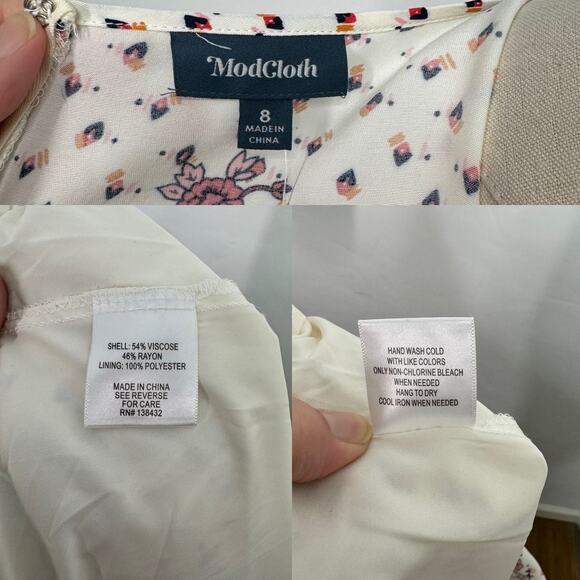 ModCloth
8
MADE IN
CHINA
SHELL: 54% VISCOSE
46% RAYON
LINING: 100% POLYESTER
MADE IN CHINA
SEE REVERSE
FOR CARE
RN# 138432
HAND WASH COLD
WITH LIKE COLORS
ONLY NON-CHLORINE BLEACH
WHEN NEEDED
HANG TO DRY
COOL IRON WHEN NEEDED